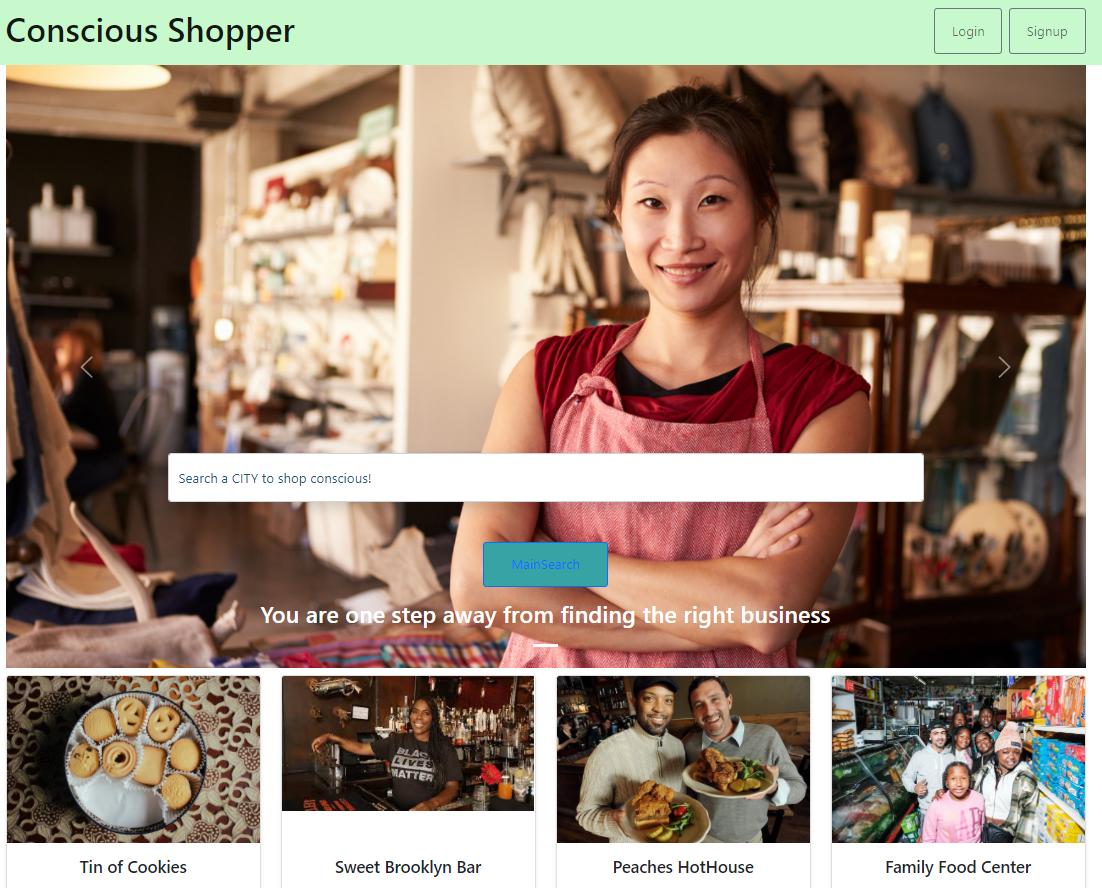 Conscious Shopper
Login
Signup
Search a CITY to shop conscious!
MainSearch
You are one step away from finding the right business
BLACK
LIVES
MATTER
Tin of Cookies
Sweet Brooklyn Bar
Peaches HotHouse
Family Food Center